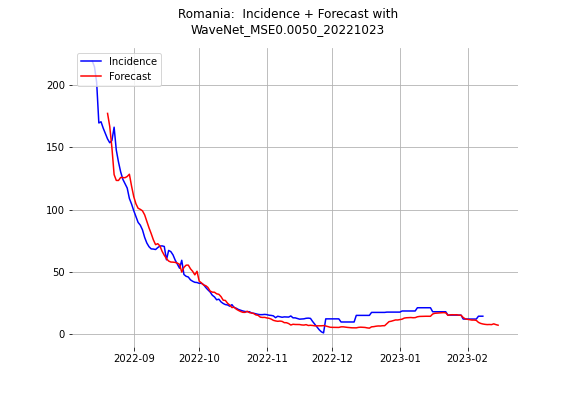 Romania:  Incidence + Forecast with
WaveNet_MSE0.0050_20221023
Incidence
Forecast
200
150
100
50
0
2022-09 2022-10 2022-11 2022-12 2023-01 2023-02